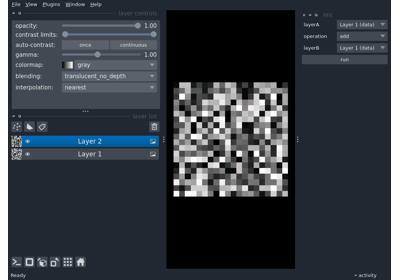 File View Plugins Window Help
layer controls
opacity: 1.00
contrast limits:
auto-contrast: once continuous
gamma: 1.00
colormap: gray
blending: translucent_no_depth
interpolation: nearest
layer list
Layer 2
Layer 1
layerA Layer 1 (data)
operation add
layerB Layer 1 (data)
run
activity